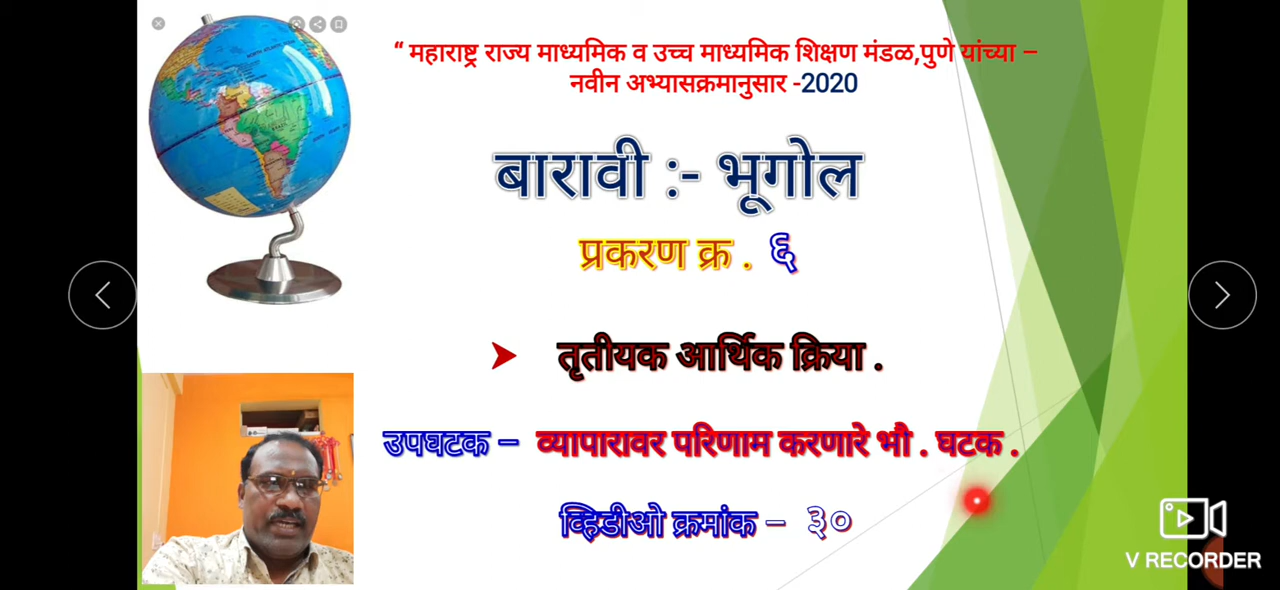 “ महाराष्ट्र राज्य माध्यमिक व उच्च माध्यमिक शिक्षण मंडळ,पुणे यांच्या –
नवीन अभ्यासक्रमानुसार -2020
बारावी :- भूगोल
प्रकरण क्र . ६
➤ तृतीयक आर्थिक क्रिया .
उपघटक – व्यापारावर परिणाम करणारे भौ . घटक .
व्हिडीओ क्रमांक – ३०
V RECORDER